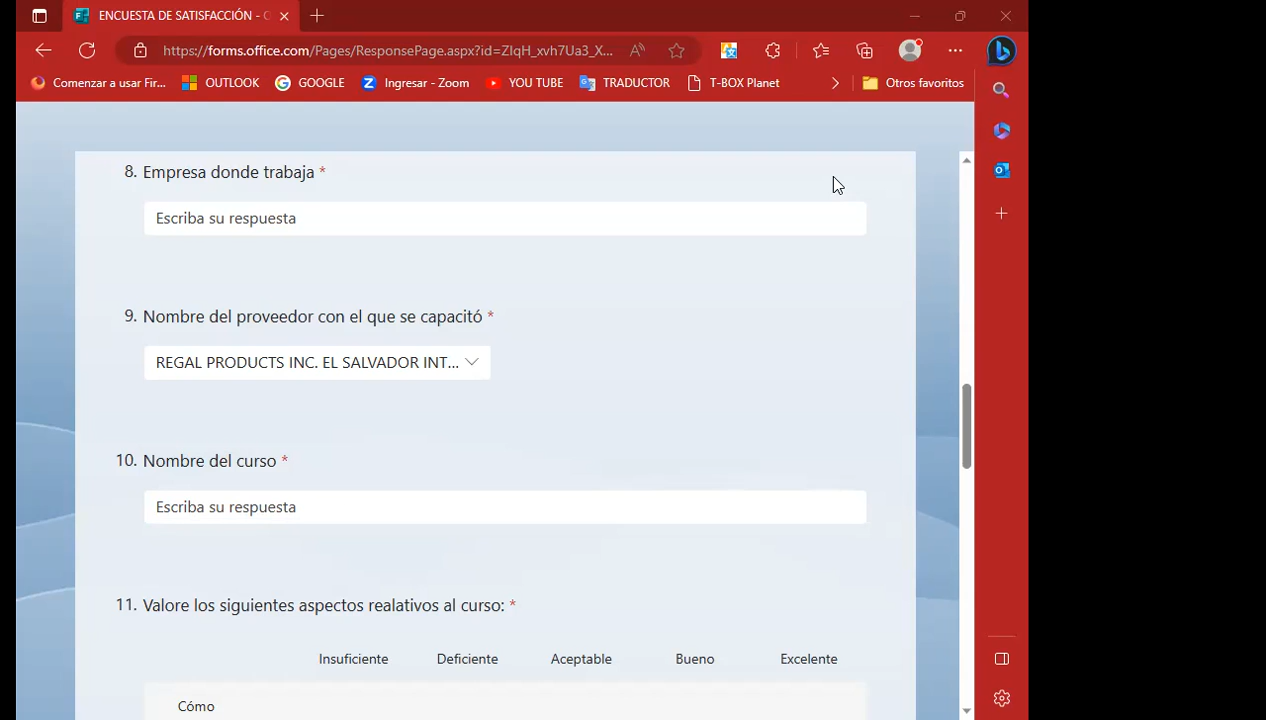 ENCUESTA DE SATISFACCIÓN - C
https://forms.office.com/Pages/ResponsePage.aspx?id=ZIqH_xvh7Ua3_X...
Comenzar a usar Fir... OUTLOOK GOOGLE Ingresar - Zoom YOU TUBE TRADUCTOR T-BOX Planet Otros favoritos
8. Empresa donde trabaja *
Escriba su respuesta
9. Nombre del proveedor con el que se capacitó *
REGAL PRODUCTS INC. EL SALVADOR INT...
10. Nombre del curso *
Escriba su respuesta
11. Valore los siguientes aspectos realativos al curso: *
Insuficiente Deficiente Aceptable Bueno Excelente
Cómo